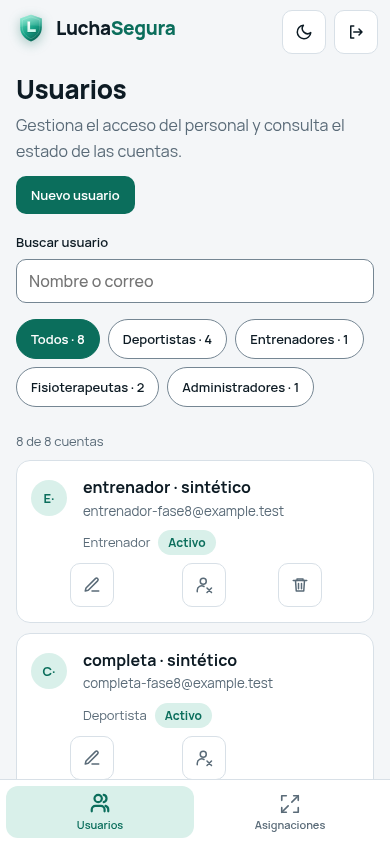 LuchaSegura
Usuarios
Gestiona el acceso del personal y consulta el
estado de las cuentas.
Nuevo usuario
Buscar usuario
Nombre o correo
Todos · 8
Deportistas · 4
Entrenadores · 1
Fisioterapeutas · 2
Administradores · 1
8 de 8 cuentas
E·
entrenador · sintético
entrenador-fase8@example.test
Entrenador
Activo
C·
completa · sintético
completa-fase8@example.test
Deportista
Activo
Usuarios
Asignaciones